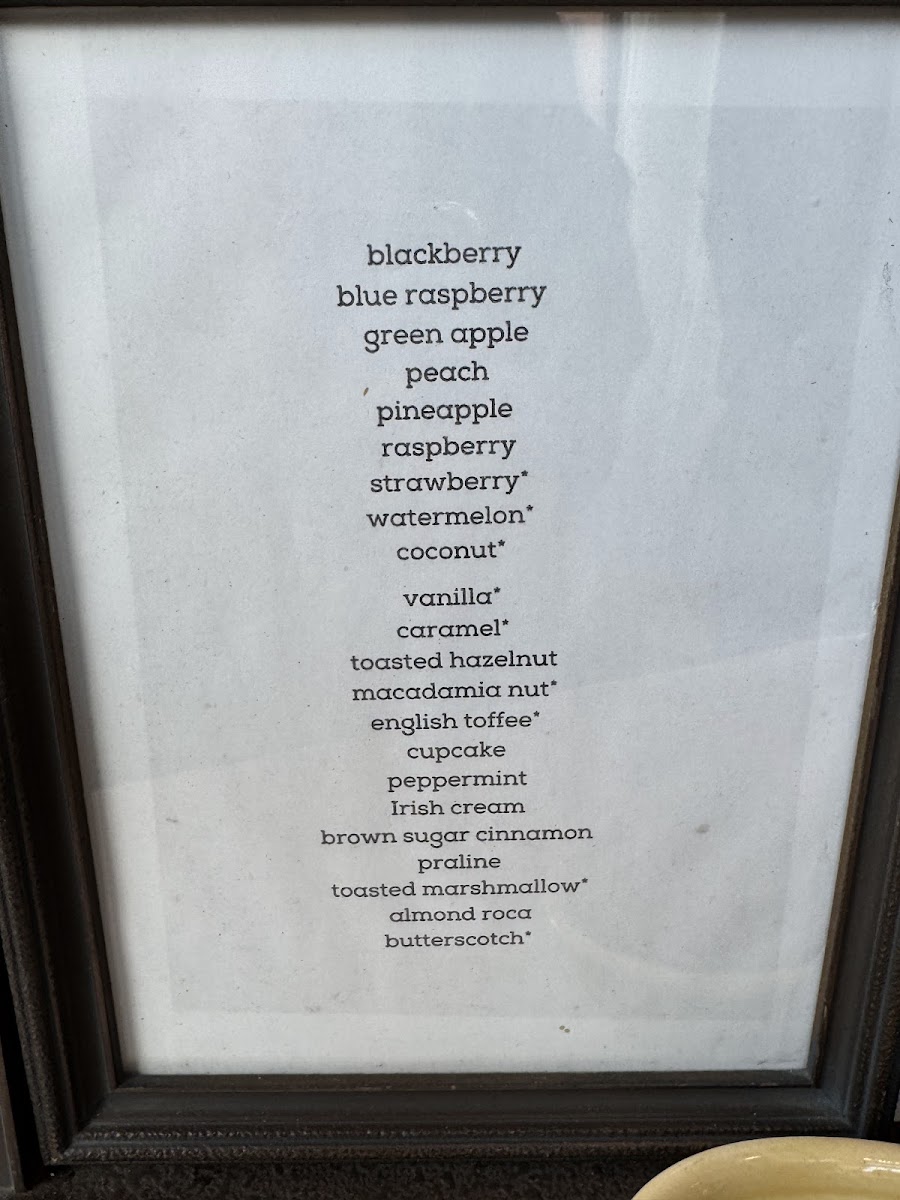 blackberry
blue raspberry
green apple
peach
pineapple
raspberry
strawberry*
watermelon*
coconut*
vanilla*
caramel*
toasted hazelnut
macadamia nut*
english toffee*
cupcake
peppermint
Irish cream
brown sugar cinnamon
praline
toasted marshmallow*
almond roca
butterscotch*